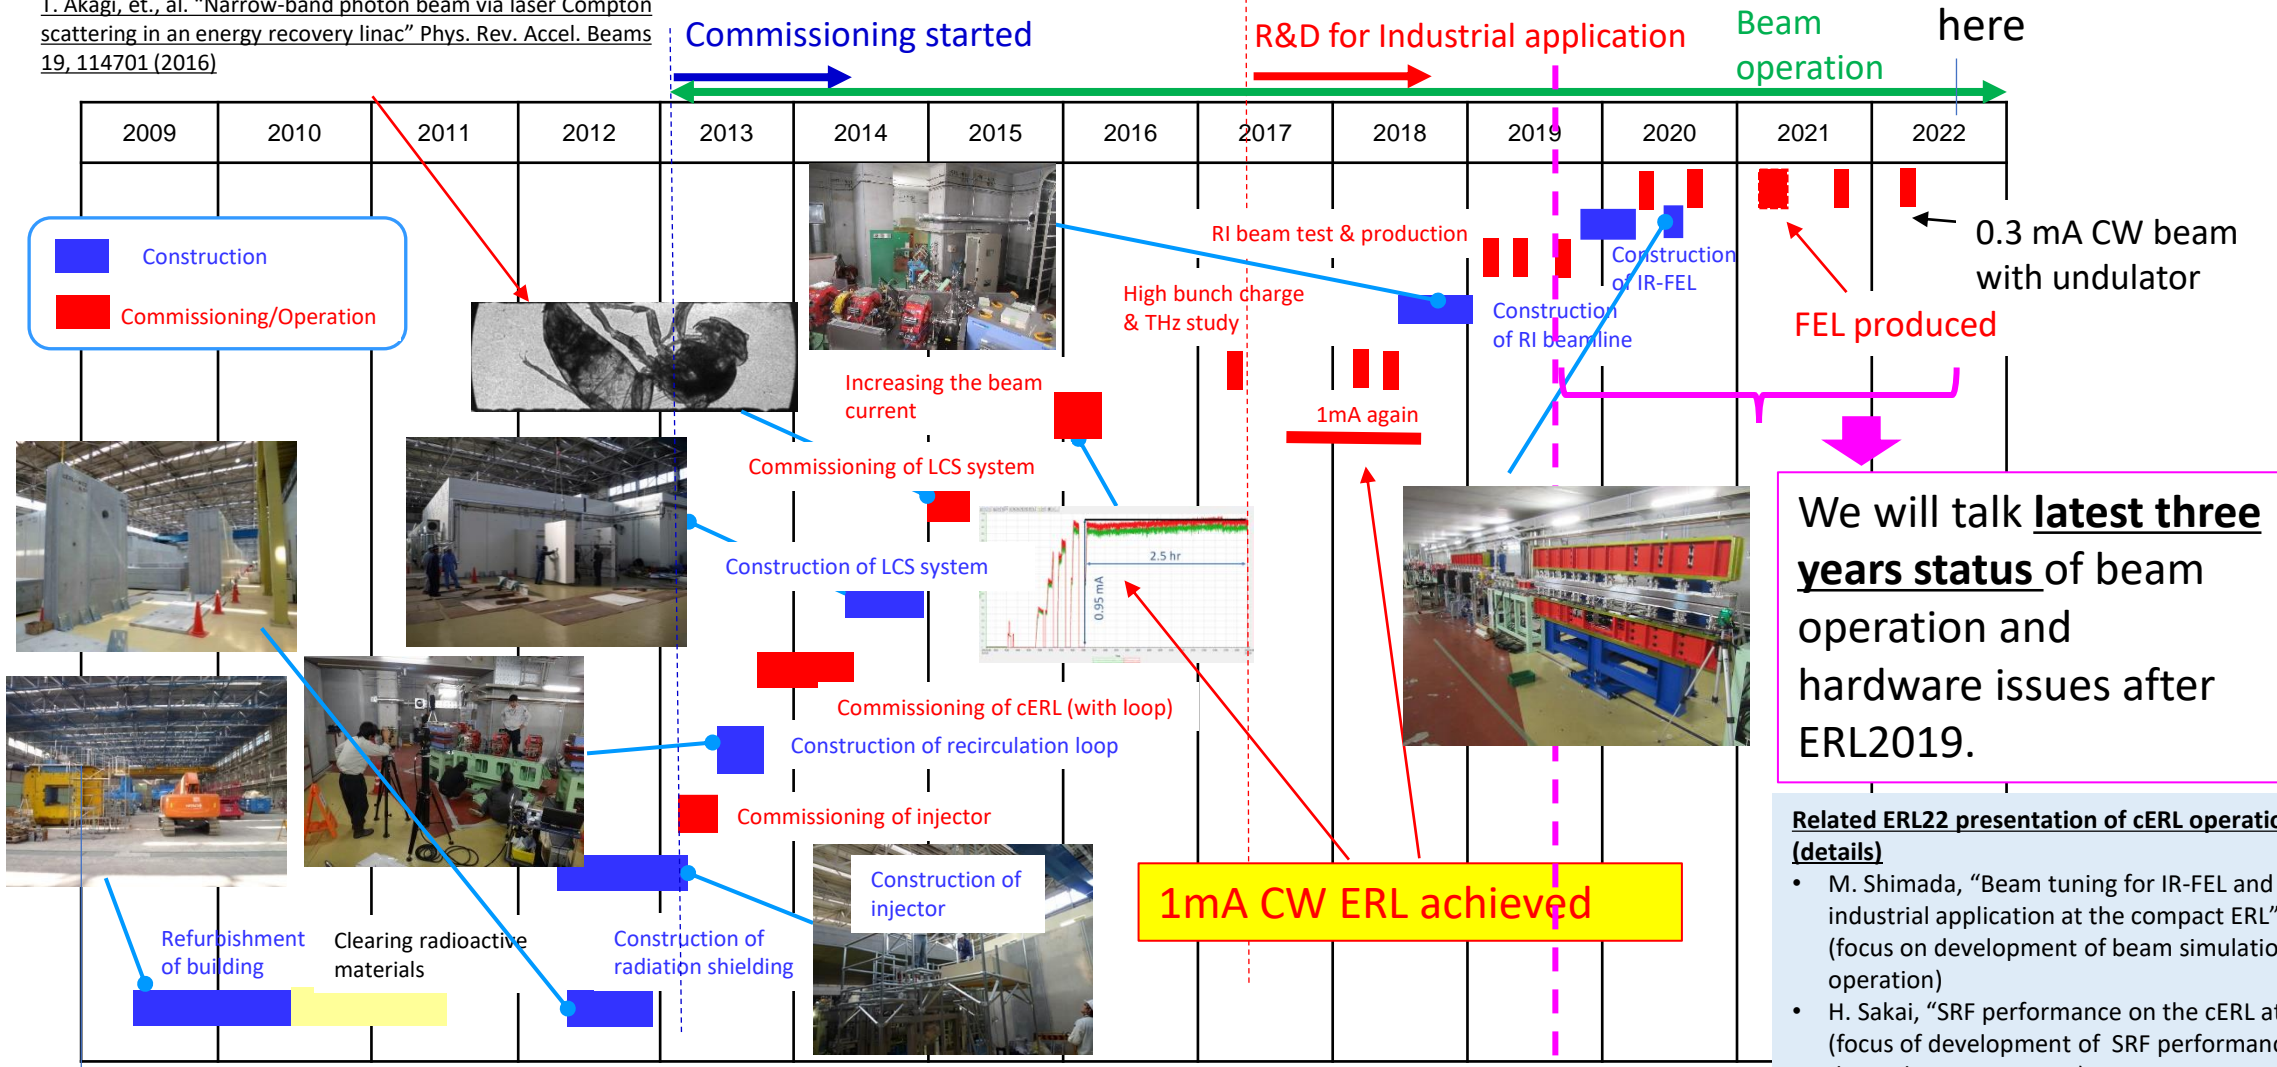 T. Akagi, et., al. “Narrow-band photon beam via laser Compton
scattering in an energy recovery linac” Phys. Rev. Accel. Beams
19, 114701 (2016)
Commissioning started
R&D for Industrial application
Beam
operation
here
2009 2010 2011 2012 2013 2014 2015 2016 2017 2018 2019 2020 2021 2022
Construction
Commissioning/Operation
RI beam test & production
Construction
of IR-FEL
0.3 mA CW beam
with undulator
High bunch charge
& THz study
Construction
of RI beamline
FEL produced
Increasing the beam
current
1mA again
Commissioning of LCS system
2.5 hr
0.95 mA
Construction of LCS system
We will talk latest three
years status of beam
operation and
hardware issues after
ERL2019.
Commissioning of cERL (with loop)
Construction of recirculation loop
Commissioning of injector
1mA CW ERL achieved
Construction of
injector
Refurbishment
of building
Clearing radioactive
materials
Construction of
radiation shielding
Related ERL22 presentation of cERL operatio
(details)
• M. Shimada, “Beam tuning for IR-FEL and
industrial application at the compact ERL”
(focus on development of beam simulatio
operation)
• H. Sakai, “SRF performance on the cERL at
(focus of development of SRF performanc